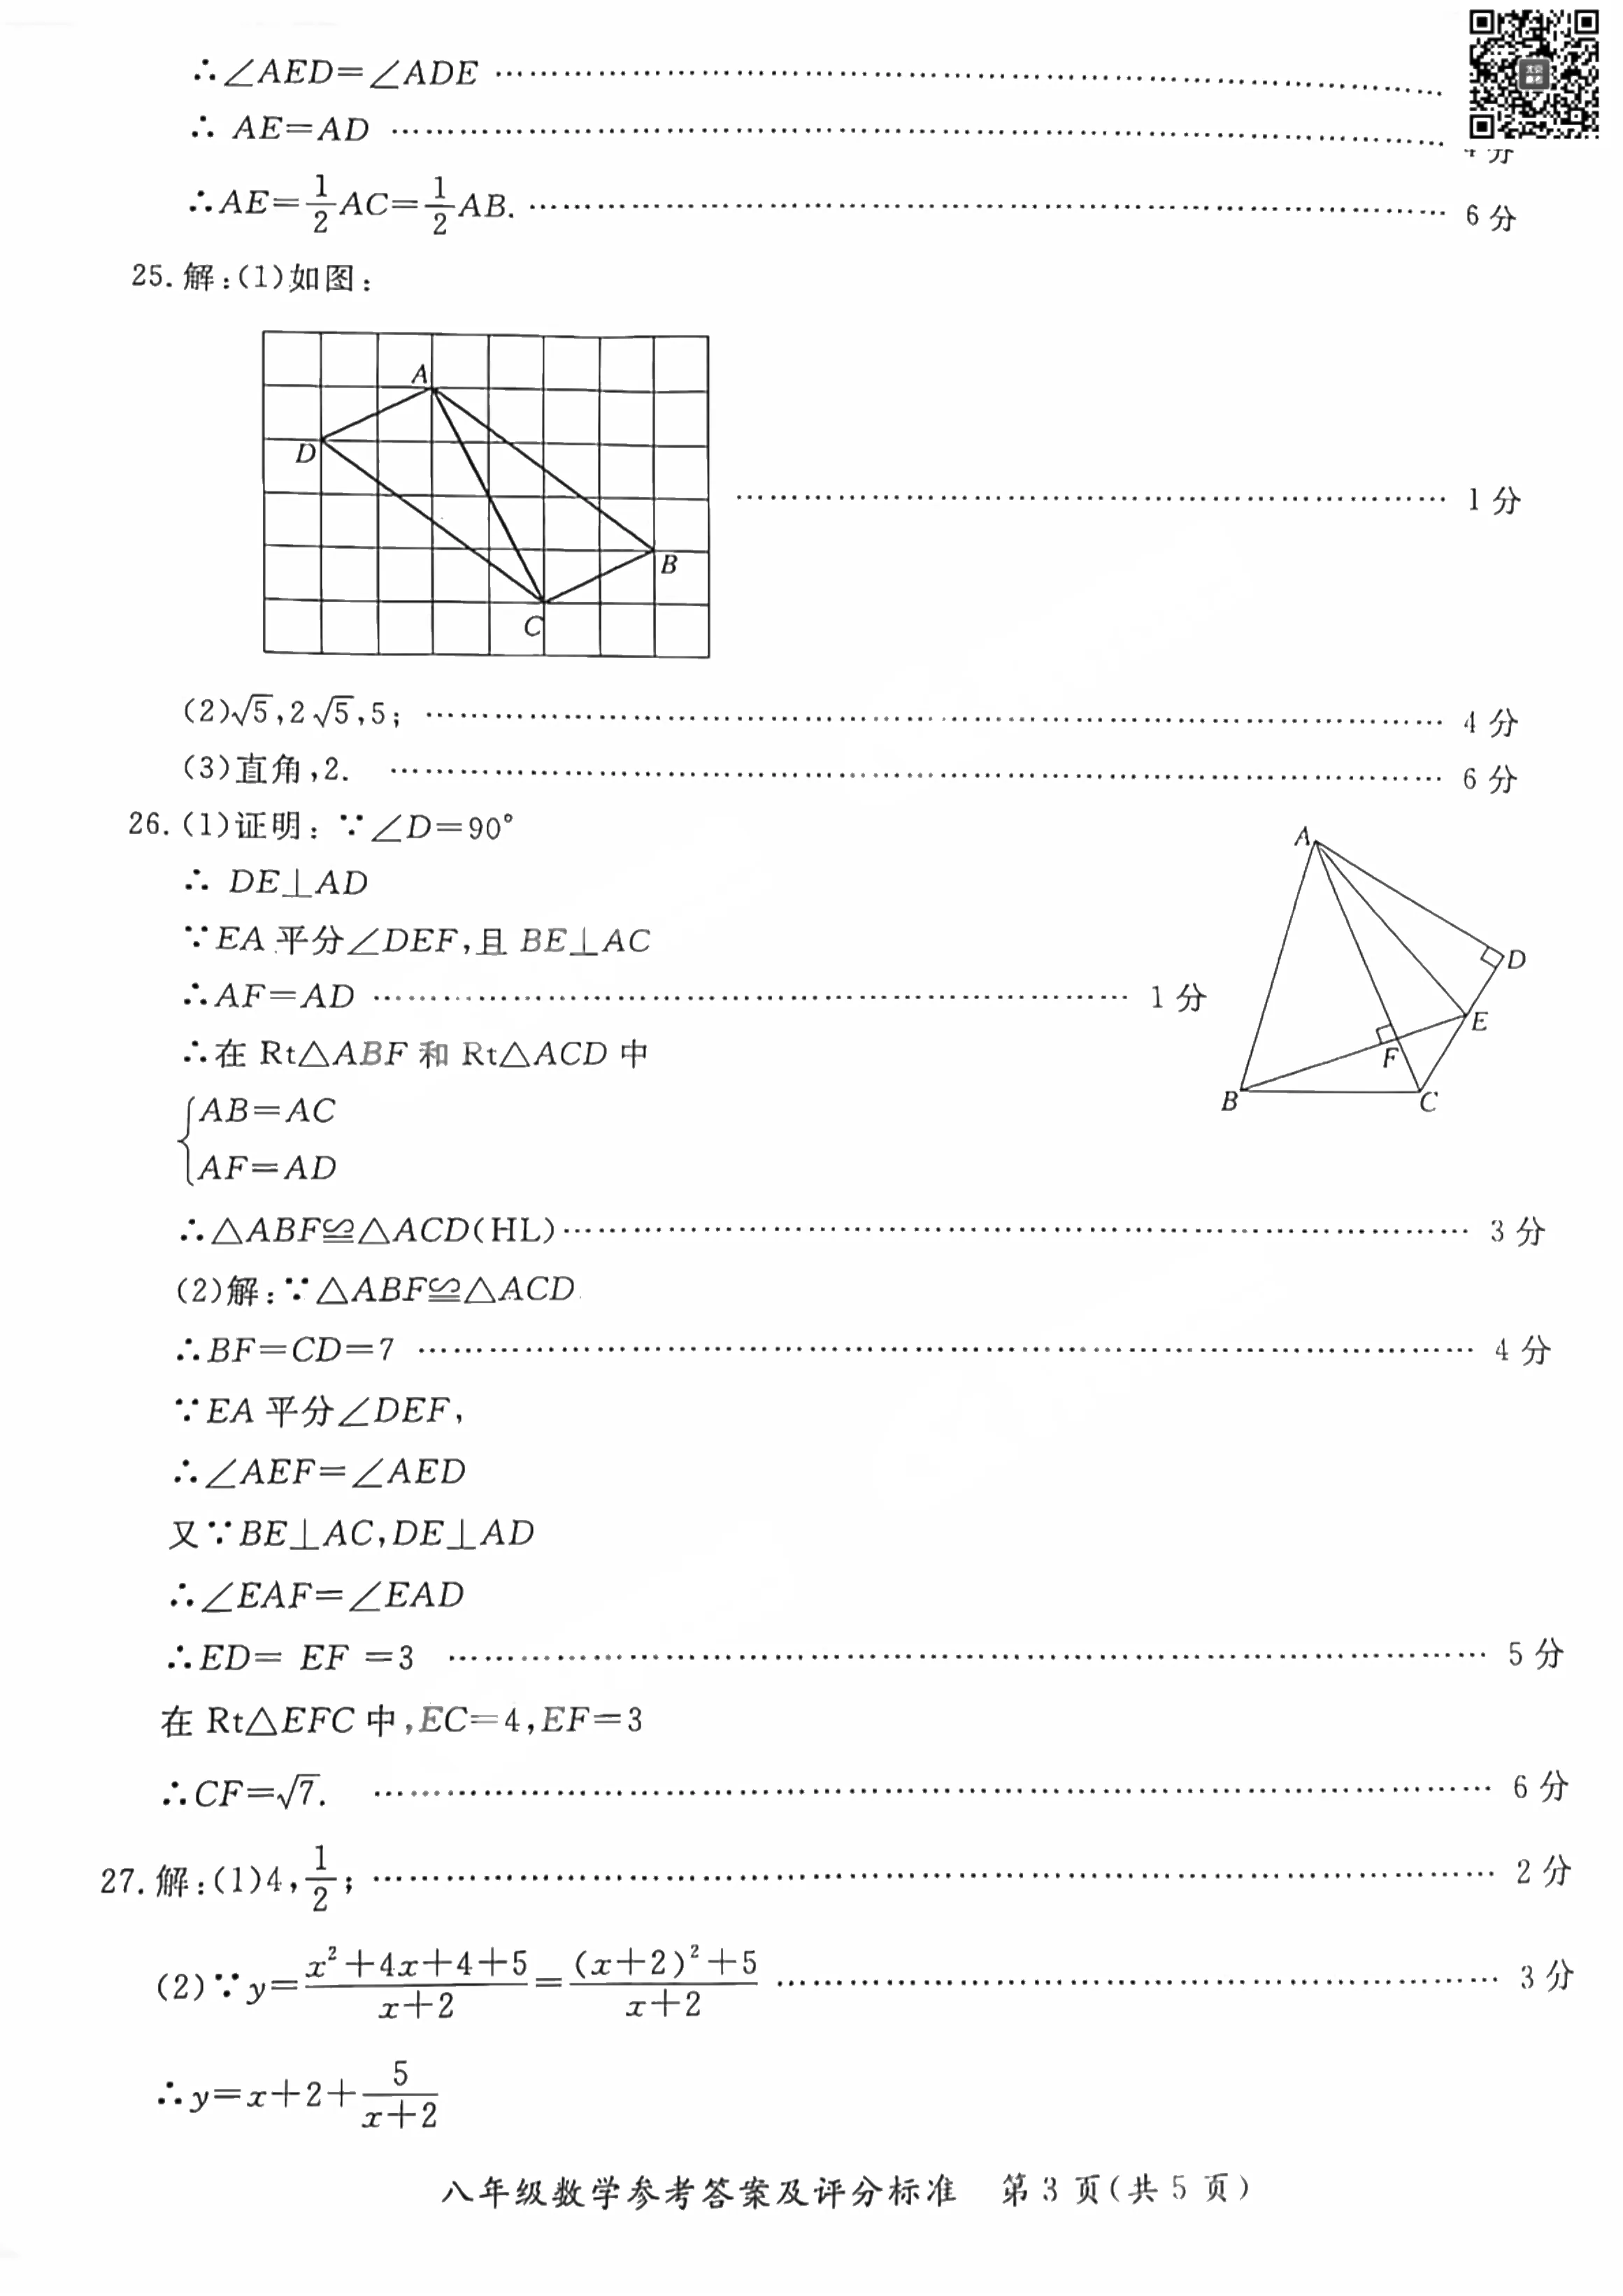 ∴∠AED=∠ADE
∴ AE=AD ………… 4分
∴AE=1/2AC=1/2AB. ………… 6分
25.解:(1)如图:
A
D
………… 1分
B
C
(2)√5,2√5,5; ………… 4分
(3)直角,2. ………… 6分
26.(1)证明:∵∠D=90°
∴ DE⊥AD
∵EA平分∠DEF,且BE⊥AC
∴AF=AD ………… 1分
∴在Rt△ABF和Rt△ACD中
{AB=AC
AF=AD
A
D
E
F
B
C
∴△ABF≌△ACD(HL) ………… 3分
(2)解:∵△ABF≌△ACD
∴BF=CD=7 ………… 4分
∵EA平分∠DEF,
∴∠AEF=∠AED
又∵BE⊥AC,DE⊥AD
∴∠EAF=∠EAD
∴ED= EF =3 ………… 5分
在Rt△EFC中,EC=4,EF=3
∴CF=√7. ………… 6分
27.解:(1)4,1/2; ………… 2分
(2)∵y=(x²+4x+4+5)/(x+2)=((x+2)²+5)/(x+2) ………… 3分
∴y=x+2+5/(x+2)
八年级数学参考答案及评分标准 第3页(共5页)